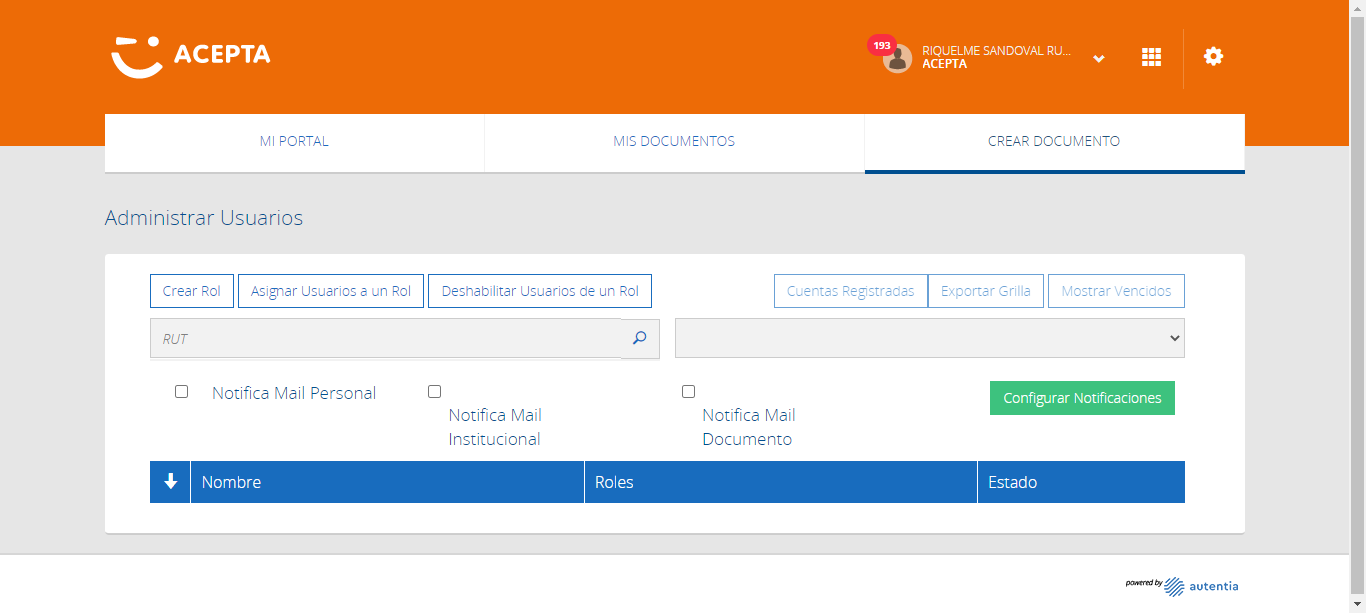 ACEPTA
193
RIQUELME SANDOVAL RU...
ACEPTA
MI PORTAL
MIS DOCUMENTOS
CREAR DOCUMENTO
Administrar Usuarios
Crear Rol
Asignar Usuarios a un Rol
Deshabilitar Usuarios de un Rol
Cuentas Registradas
Exportar Grilla
Mostrar Vencidos
RUT
Notifica Mail Personal
Notifica Mail
Institucional
Notifica Mail
Documento
Configurar Notificaciones
Nombre
Roles
Estado
powered by
autentia